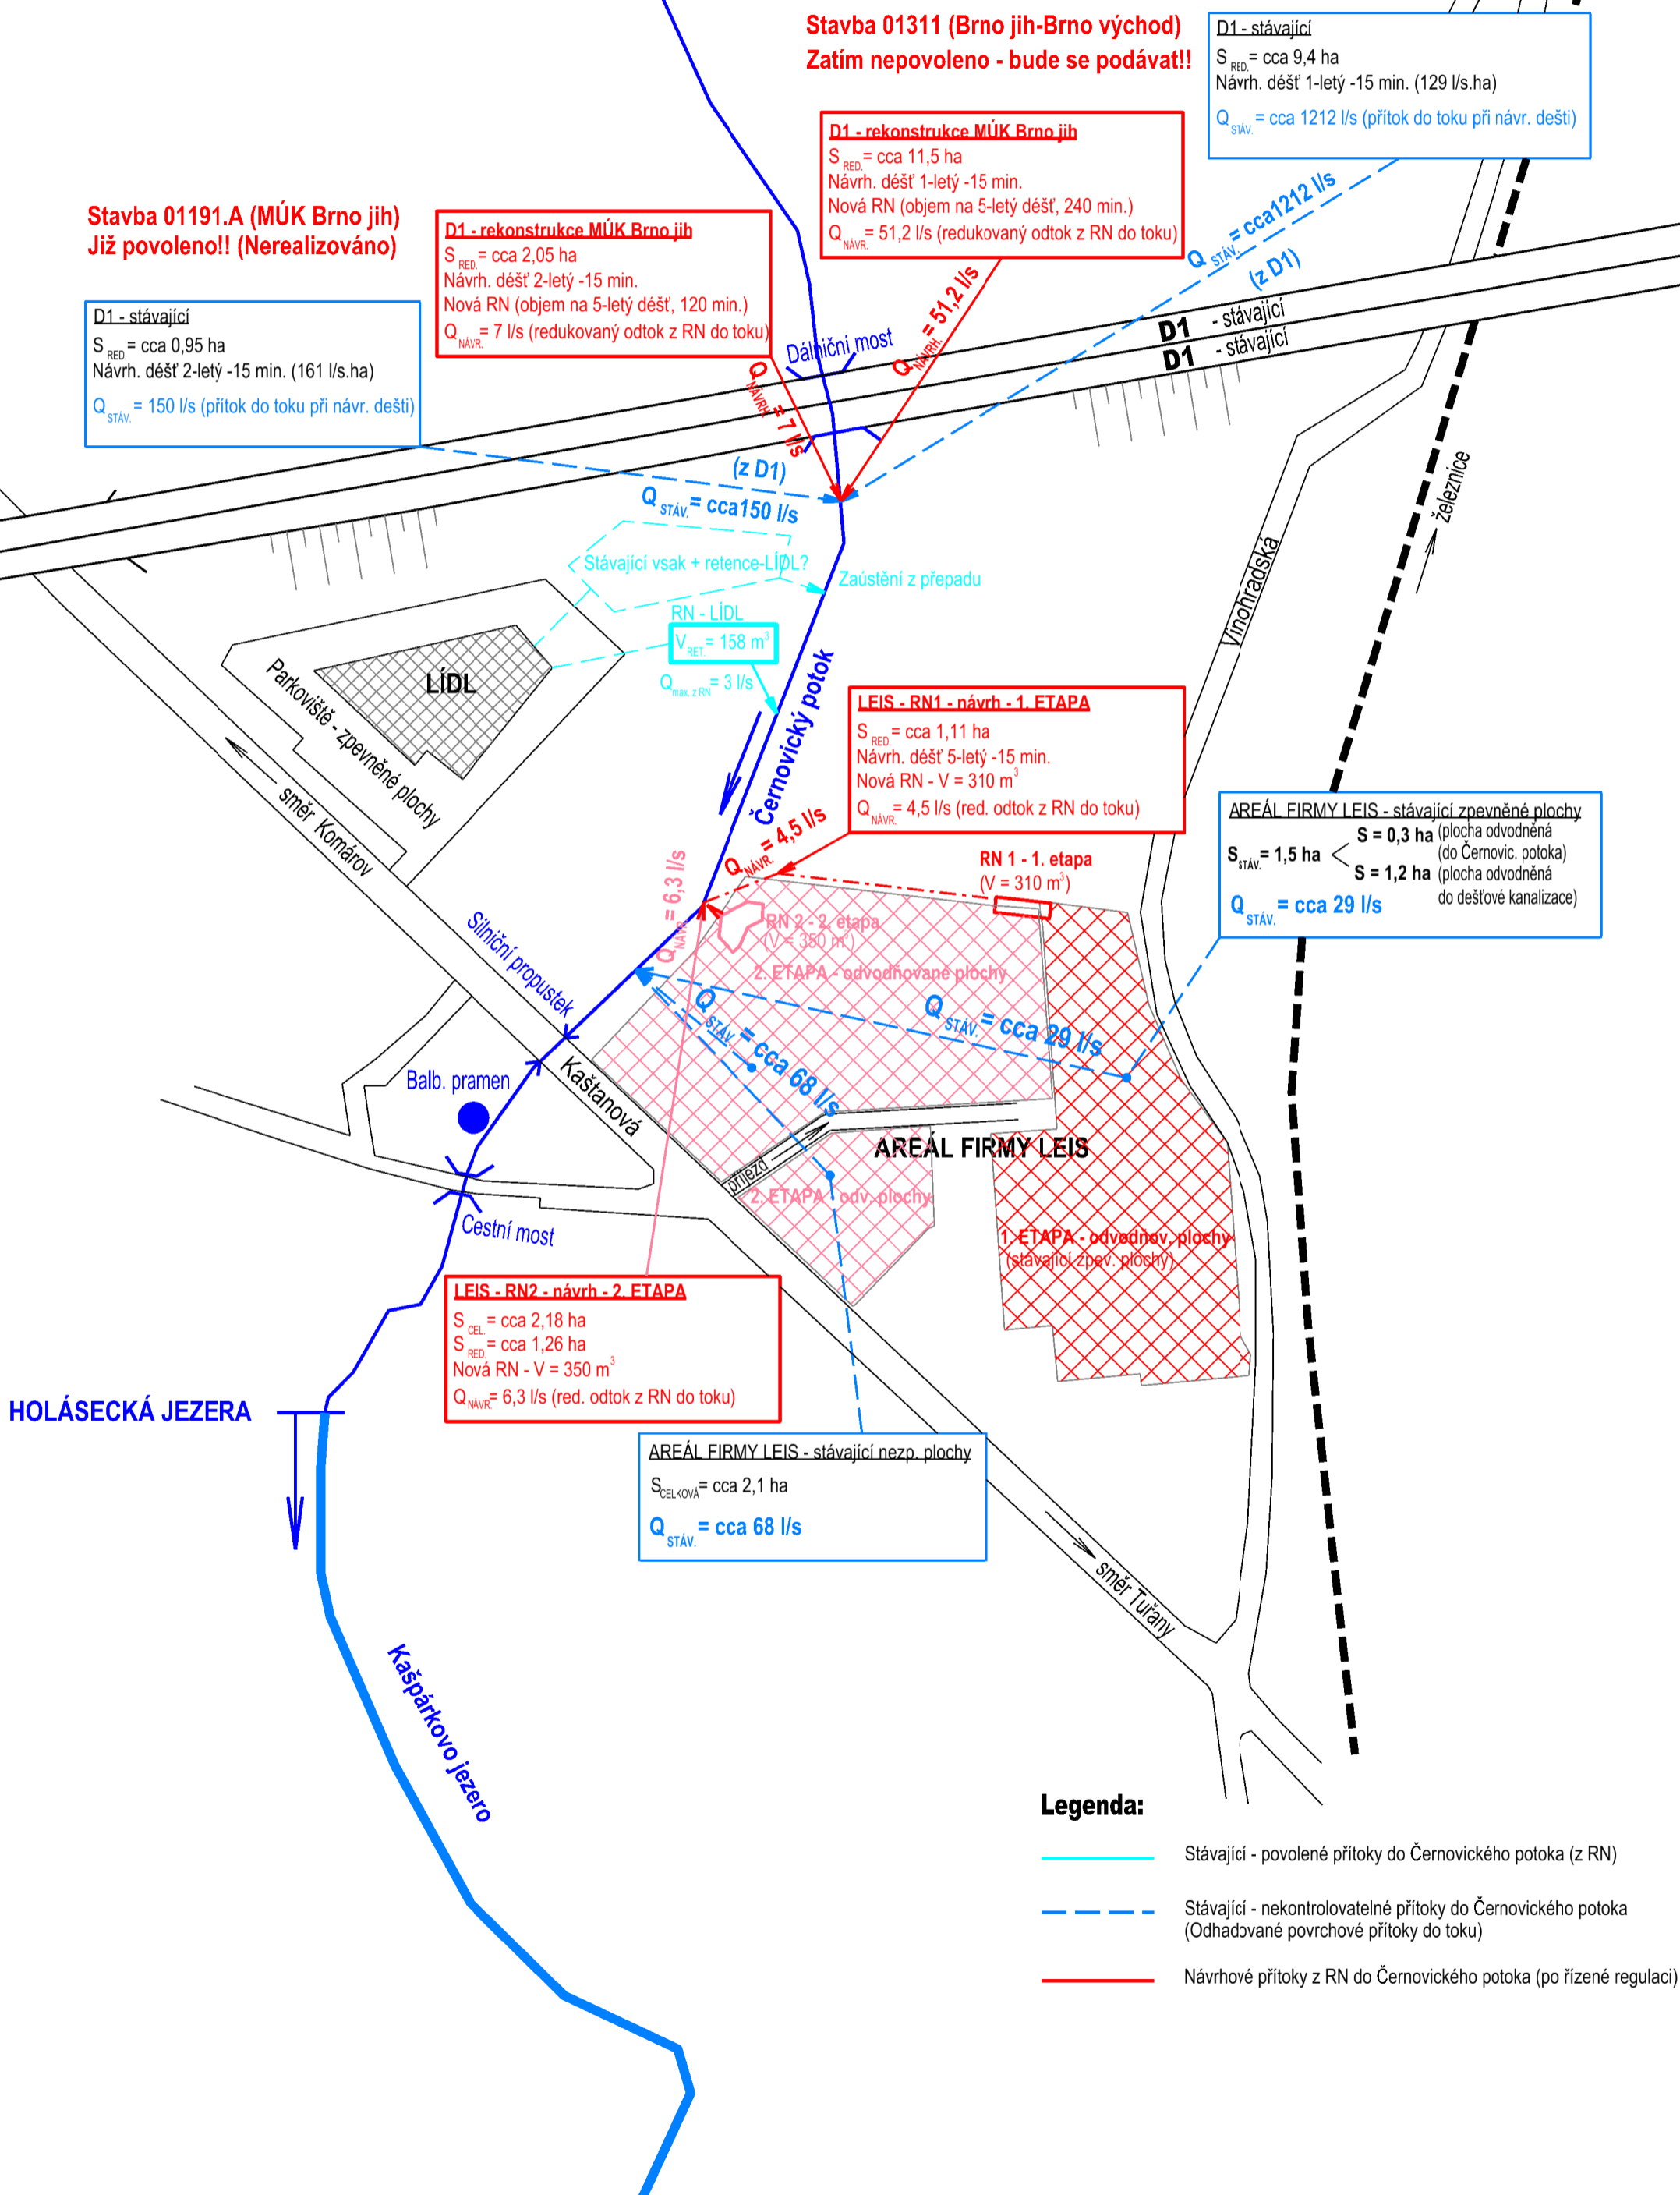 Stavba 01311 (Brno jih-Brno východ)
Zatím nepovoleno - bude se podávat!!
D1 - stávající
S RED. = cca 9,4 ha
Návrh. déšť 1-letý -15 min. (129 l/s.ha)
Q STÁV. = cca 1212 l/s (přítok do toku při návr. dešti)
D1 - rekonstrukce MÚK Brno jih
S RED. = cca 11,5 ha
Návrh. déšť 1-letý -15 min.
Nová RN (objem na 5-letý déšť, 240 min.)
Q NÁVR. = 51,2 l/s (redukovaný odtok z RN do toku)
Stavba 01191.A (MÚK Brno jih)
Již povoleno!! (Nerealizováno)
D1 - rekonstrukce MÚK Brno jih
S RED. = cca 2,05 ha
Návrh. déšť 2-letý -15 min.
Nová RN (objem na 5-letý déšť, 120 min.)
Q NÁVR. = 7 l/s (redukovaný odtok z RN do toku)
D1 - stávající
S RED. = cca 0,95 ha
Návrh. déšť 2-letý -15 min. (161 l/s.ha)
Q STÁV. = 150 l/s (přítok do toku při návr. dešti)
Q STÁV. = cca1212 l/s
(z D1)
D1 - stávající
D1 - stávající
Dálniční most
Q NÁVRH. = 51,2 l/s
Q NÁVRH. = 7 l/s
(z D1)
Q STÁV. = cca150 l/s
železnice
Vinohradská
Stávající vsak + retence-LÍDL?
Zaústění z přepadu
RN - LÍDL
V RET. = 158 m3
Q max. z RN = 3 l/s
LÍDL
Parkoviště - zpevněné plochy
směr Komárov
Černovický potok
LEIS - RN1 - návrh - 1. ETAPA
S RED. = cca 1,11 ha
Návrh. déšť 5-letý -15 min.
Nová RN - V = 310 m3
Q NÁVR. = 4,5 l/s (red. odtok z RN do toku)
AREÁL FIRMY LEIS - stávající zpevněné plochy
S STÁV. = 1,5 ha
S = 0,3 ha (plocha odvodněná
(do Černovic. potoka)
S = 1,2 ha (plocha odvodněná
do dešťové kanalizace)
Q STÁV. = cca 29 l/s
Q NÁVR. = 4,5 l/s
Q NÁVR. = 6,3 l/s
RN 1 - 1. etapa
(V = 310 m3)
RN 2 - 2. etapa
(V = 350 m3)
2. ETAPA - odvodňované plochy
Silniční propustek
Q STÁV. = cca 29 l/s
Q STÁV. = cca 68 l/s
Balb. pramen
Kaštanová
AREÁL FIRMY LEIS
příjezd
2. ETAPA - odv. plochy
Cestní most
1. ETAPA - odvodňov. plochy
(stávající zpev. plochy)
LEIS - RN2 - návrh - 2. ETAPA
S CEL. = cca 2,18 ha
S RED. = cca 1,26 ha
Nová RN - V = 350 m3
Q NÁVR. = 6,3 l/s (red. odtok z RN do toku)
HOLÁSECKÁ JEZERA
AREÁL FIRMY LEIS - stávající nezp. plochy
S CELKOVÁ = cca 2,1 ha
Q STÁV. = cca 68 l/s
směr Tuřany
Kašpárkovo jezero
Legenda:
Stávající - povolené přítoky do Černovického potoka (z RN)
Stávající - nekontrolovatelné přítoky do Černovického potoka
(Odhadované povrchové přítoky do toku)
Návrhové přítoky z RN do Černovického potoka (po řízené regulaci)